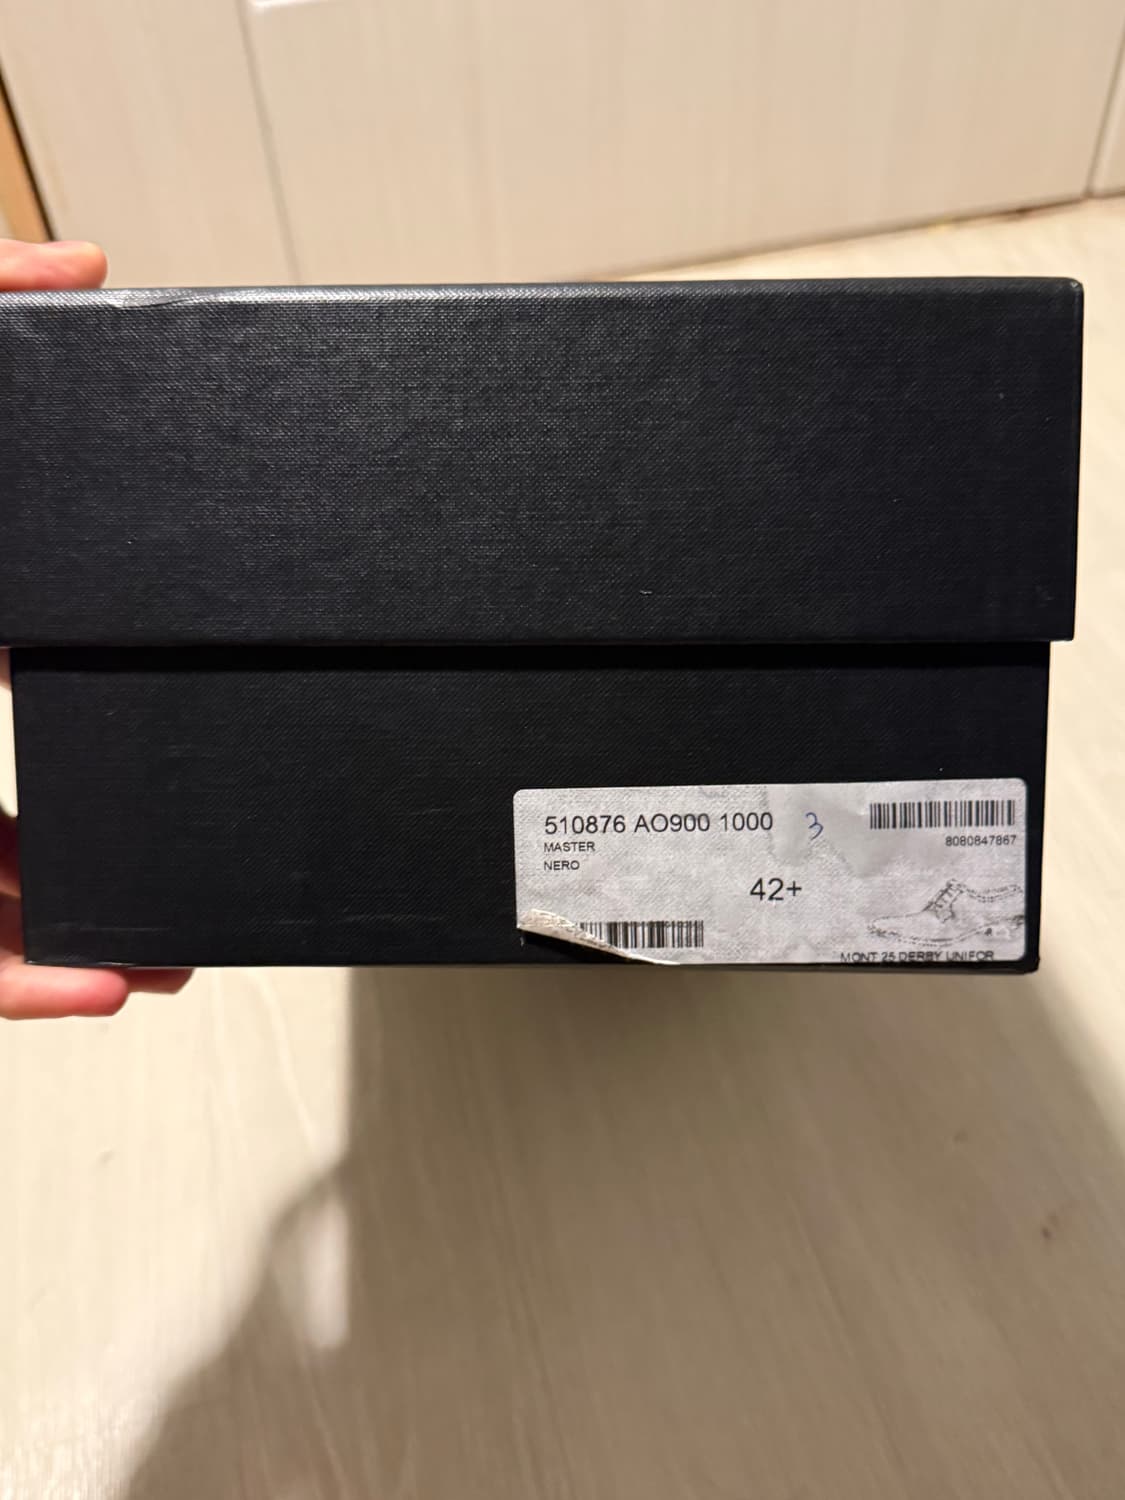 510876 AO900 1000 3
MASTER
NERO
8080847867
42+
MONT 25 DERBY UNIFOR